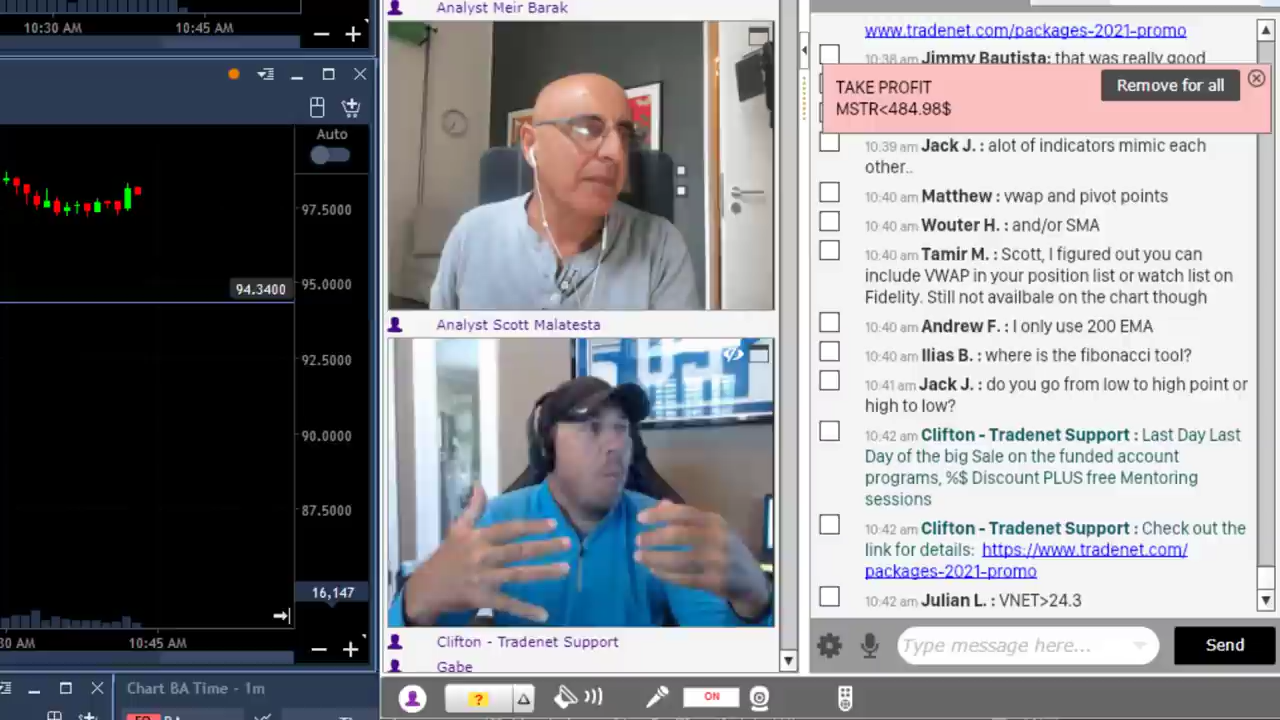 10:30 AM 10:45 AM
Auto
97.5000
94.3400
95.0000
92.5000
90.0000
87.5000
16,147
30 AM 10:45 AM
Chart BA Time - 1m
BA
Analyst Meir Barak
Analyst Scott Malatesta
Clifton - Tradenet Support
Gabe
?
ON
www.tradenet.com/packages-2021-promo
10:38 am Jimmy Bautista: that was really good
TAKE PROFIT
MSTR<484.98$
Remove for all
10:39 am Jack J. : alot of indicators mimic each
other..
10:40 am Matthew : vwap and pivot points
10:40 am Wouter H. : and/or SMA
10:40 am Tamir M. : Scott, I figured out you can
include VWAP in your position list or watch list on
Fidelity. Still not availbale on the chart though
10:40 am Andrew F. : I only use 200 EMA
10:40 am Ilias B. : where is the fibonacci tool?
10:41 am Jack J. : do you go from low to high point or
high to low?
10:42 am Clifton - Tradenet Support : Last Day Last
Day of the big Sale on the funded account
programs, %$ Discount PLUS free Mentoring
sessions
10:42 am Clifton - Tradenet Support : Check out the
link for details: https://www.tradenet.com/
packages-2021-promo
10:42 am Julian L. : VNET>24.3
Type message here...
Send